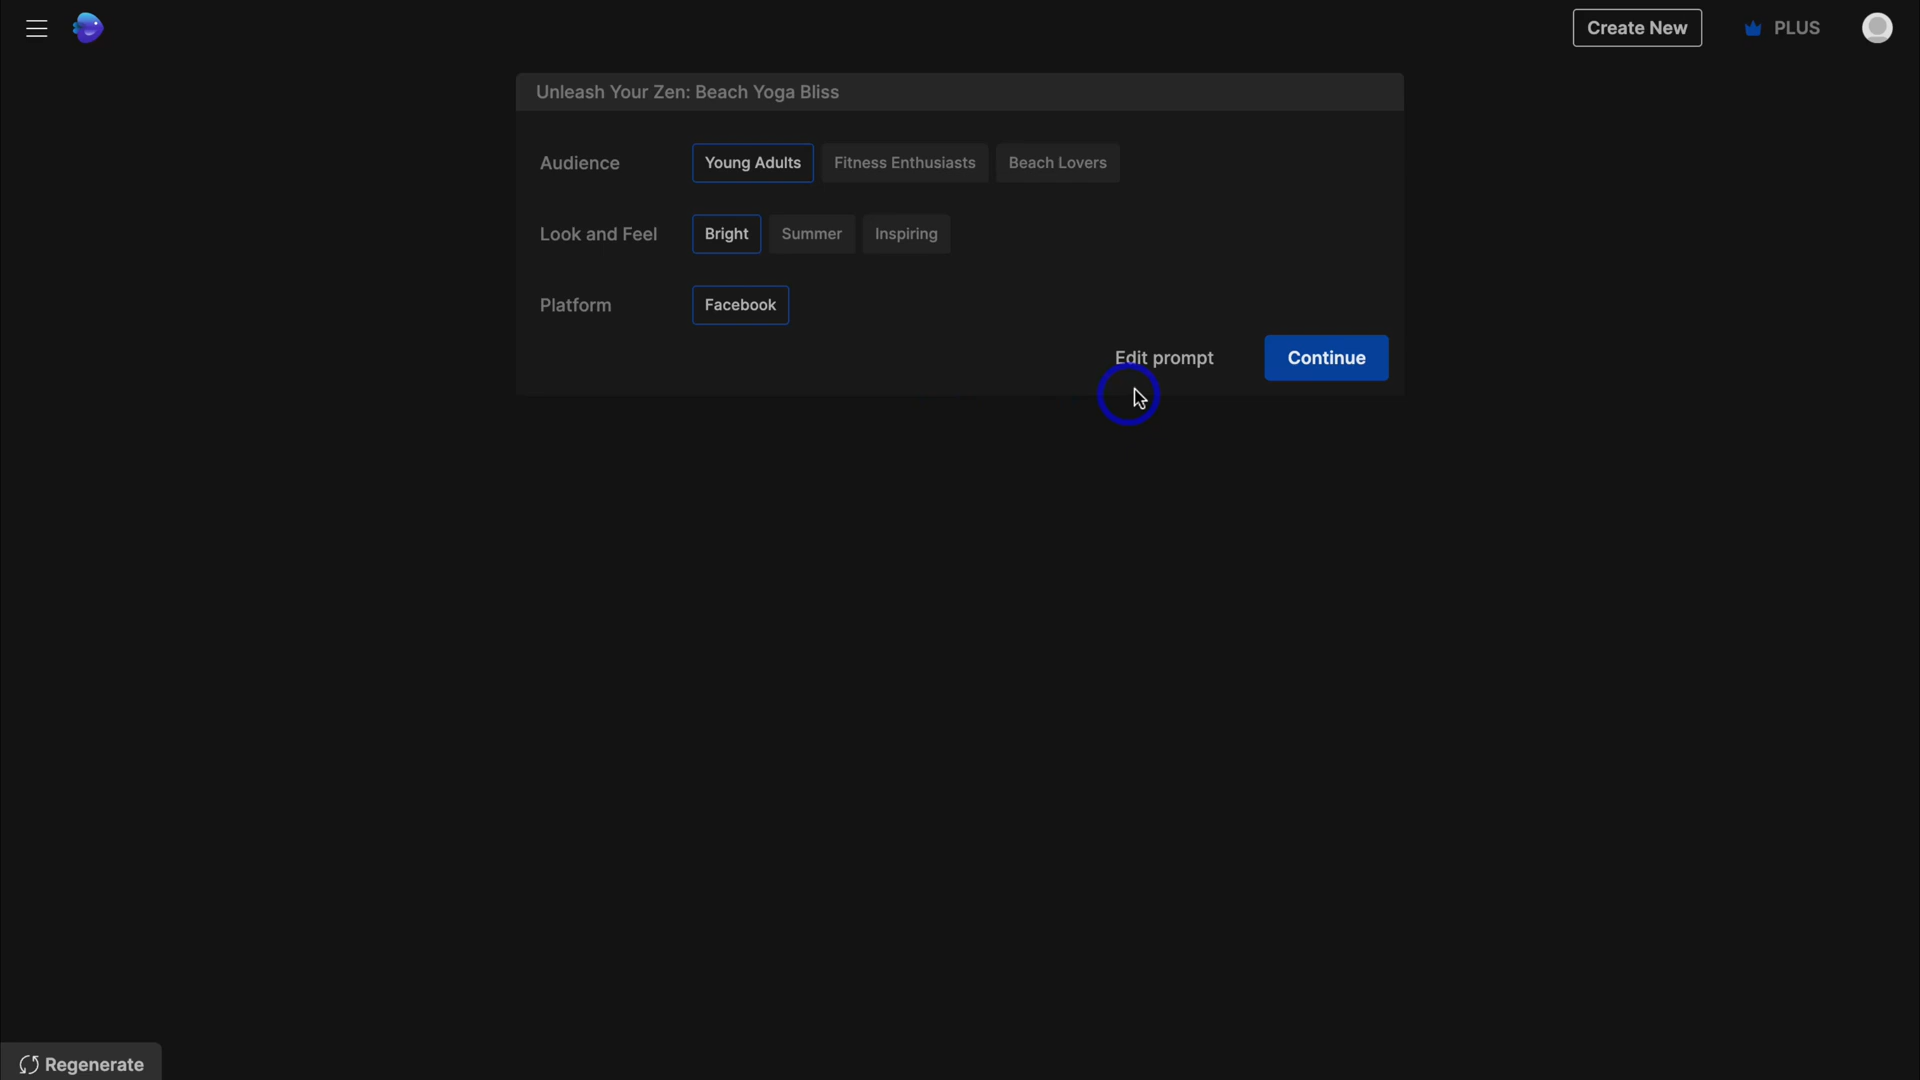 Create New
PLUS
Unleash Your Zen: Beach Yoga Bliss
Audience
Young Adults
Fitness Enthusiasts
Beach Lovers
Look and Feel
Bright
Summer
Inspiring
Platform
Facebook
Edit prompt
Continue
Regenerate